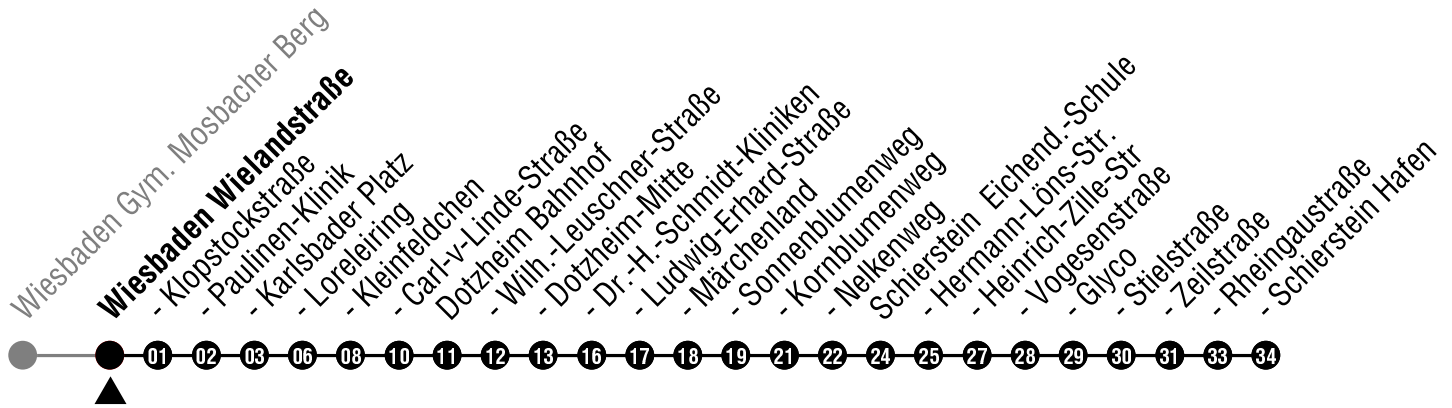 Wiesbaden Gym. Mosbacher Berg
Wiesbaden Wielandstraße
- Klopstockstraße
- Paulinen-Klinik
- Karlsbader Platz
- Loreleiring
- Kleinfeldchen
- Carl-v-Linde-Straße
Dotzheim Bahnhof
- Wilh.-Leuschner-Straße
- Dotzheim-Mitte
- Dr.-H.-Schmidt-Kliniken
- Ludwig-Erhard-Straße
- Märchenland
- Sonnenblumenweg
- Kornblumenweg
- Nelkenweg
Schierstein Eichend.-Schule
- Hermann-Löns-Str.
- Heinrich-Zille-Str
- Vogesenstraße
- Glyco
- Stielstraße
- Zeilstraße
- Rheingaustraße
- Schierstein Hafen
01 02 03 06 08 10 11 12 13 16 17 18 19 21 22 24 25 27 28 29 30 31 33 34